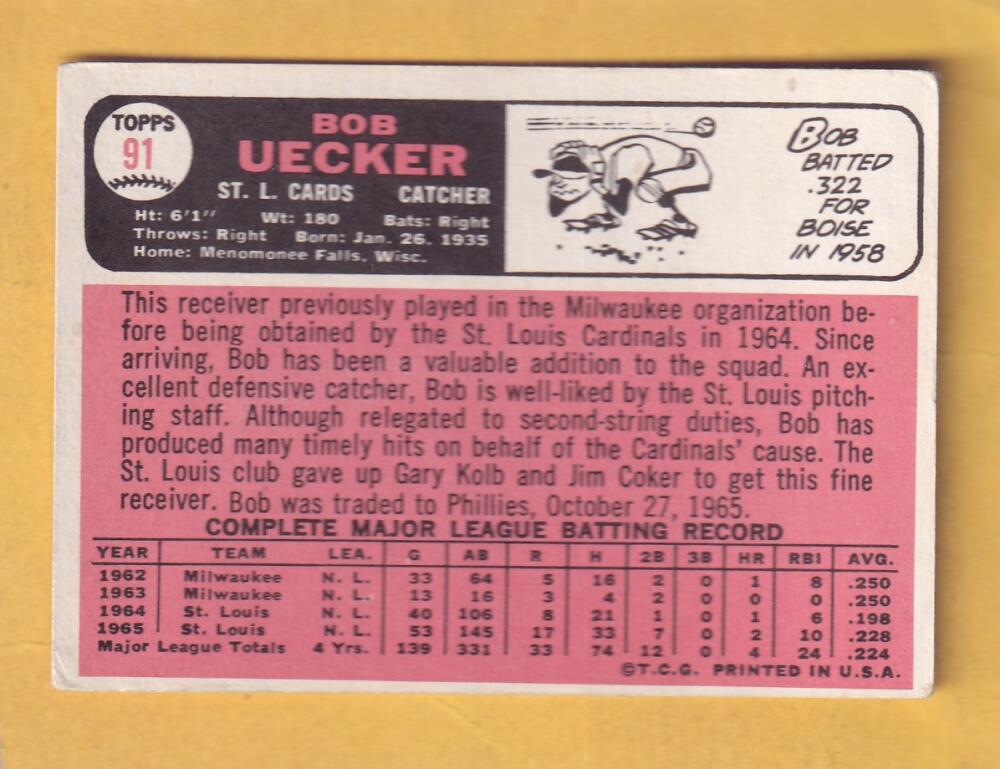 TOPPS
91
BOB
UECKER
ST. L. CARDS CATCHER
Ht: 6'1" Wt: 180 Bats: Right
Throws: Right Born: Jan. 26. 1935
Home: Menomonee Falls, Wisc.
BOB
BATTED
.322
FOR
BOISE
IN 1958
This receiver previously played in the Milwaukee organization be-
fore being obtained by the St. Louis Cardinals in 1964. Since
arriving, Bob has been a valuable addition to the squad. An ex-
cellent defensive catcher, Bob is well-liked by the St. Louis pitch-
ing staff. Although relegated to second-string duties, Bob has
produced many timely hits on behalf of the Cardinals' cause. The
St. Louis club gave up Gary Kolb and Jim Coker to get this fine
receiver. Bob was traded to Phillies, October 27, 1965.
COMPLETE MAJOR LEAGUE BATTING RECORD
YEAR TEAM LEA. G AB R H 2B 3B HR RBI AVG.
1962 Milwaukee N. L. 33 64 5 16 2 0 1 8 .250
1963 Milwaukee N. L. 13 16 3 4 2 0 0 0 .250
1964 St. Louis N. L. 40 106 8 21 1 0 1 6 .198
1965 St. Louis N. L. 53 145 17 33 7 0 2 10 .228
Major League Totals 4 Yrs. 139 331 33 74 12 0 4 24 .224
©T.C.G. PRINTED IN U.S.A.